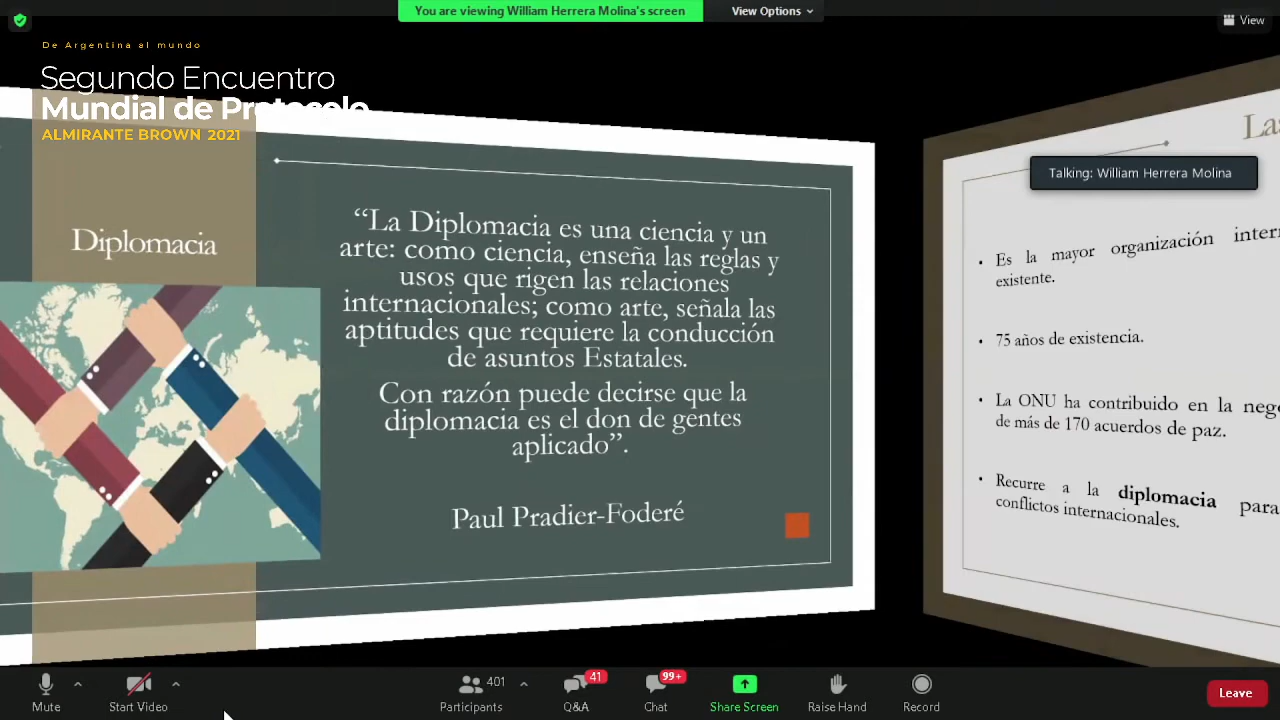 You are viewing William Herrera Molina's screen
View Options
View
De Argentina al mundo
Segundo Encuentro
Mundial de Protocolo
ALMIRANTE BROWN 2021
Diplomacia
“La Diplomacia es una ciencia y un
arte: como ciencia, enseña las reglas y
usos que rigen las relaciones
internacionales; como arte, señala las
aptitudes que requiere la conducción
de asuntos Estatales.
Con razón puede decirse que la
diplomacia es el don de gentes
aplicado”.
Paul Pradier-Foderé
Talking: William Herrera Molina
• Es la mayor organización
existente.
• 75 años de existencia.
• La ONU ha contribuido en la
de más de 170 acuerdos de paz.
• Recurre a la diplomacia para
conflictos internacionales.
Mute
Start Video
401
Participants
41
Q&A
99+
Chat
Share Screen
Raise Hand
Record
Leave